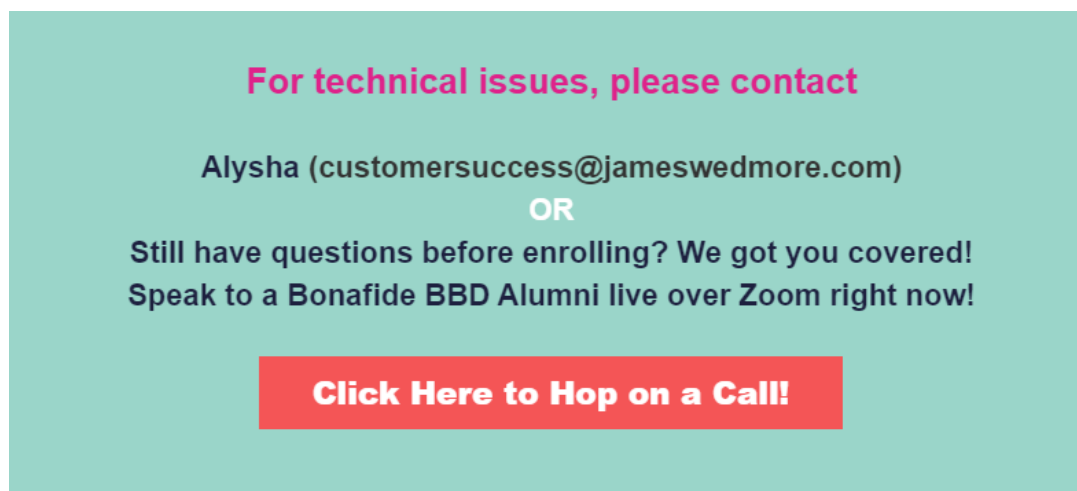 For technical issues, please contact
Alysha (customersuccess@jameswedmore.com)
OR
Still have questions before enrolling? We got you covered!
Speak to a Bonafide BBD Alumni live over Zoom right now!
Click Here to Hop on a Call!